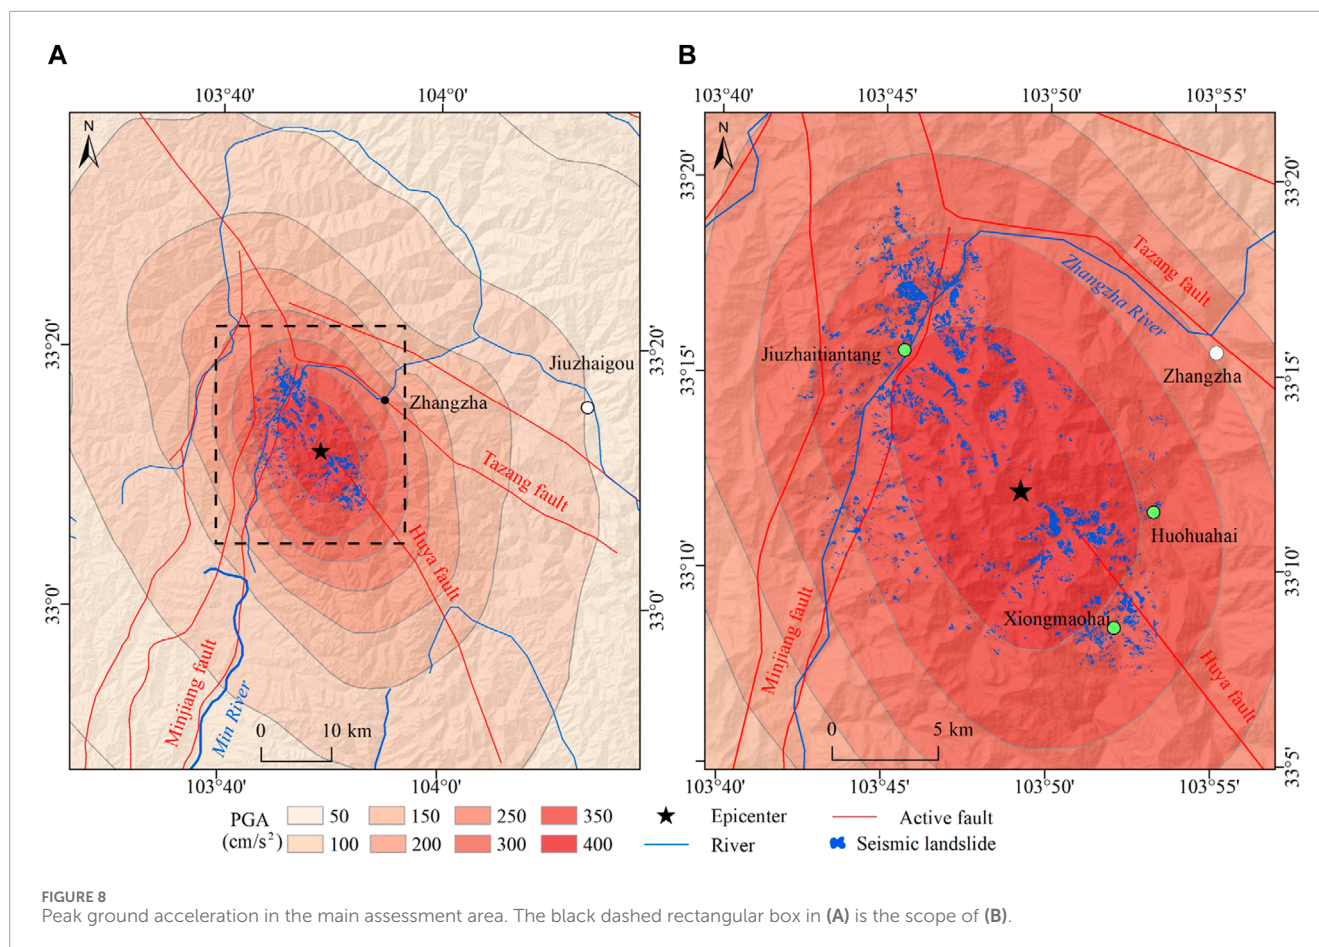 A
B
103°40'
104°0'
103°40'
103°45'
103°50'
103°55'
N
N
33°20'
33°20'
33°20'
33°20'
Jiuzhaigou
Zhangzha
Tazang fault
Huya fault
33°0'
33°0'
Minjiang fault
Min River
0
10 km
103°40'
104°0'
Tazang fault
Zhangzha River
Jiuzhaitiantang
33°15'
33°15'
Zhangzha
Huohuahai
33°10'
33°10'
Xiongmaohai
Minjiang fault
Huya fault
0
5 km
33°5'
103°40'
103°45'
103°50'
103°55'
PGA
(cm/s²)
50
150
250
350
100
200
300
400
Epicenter
Active fault
River
Seismic landslide
FIGURE 8
Peak ground acceleration in the main assessment area. The black dashed rectangular box in (A) is the scope of (B).